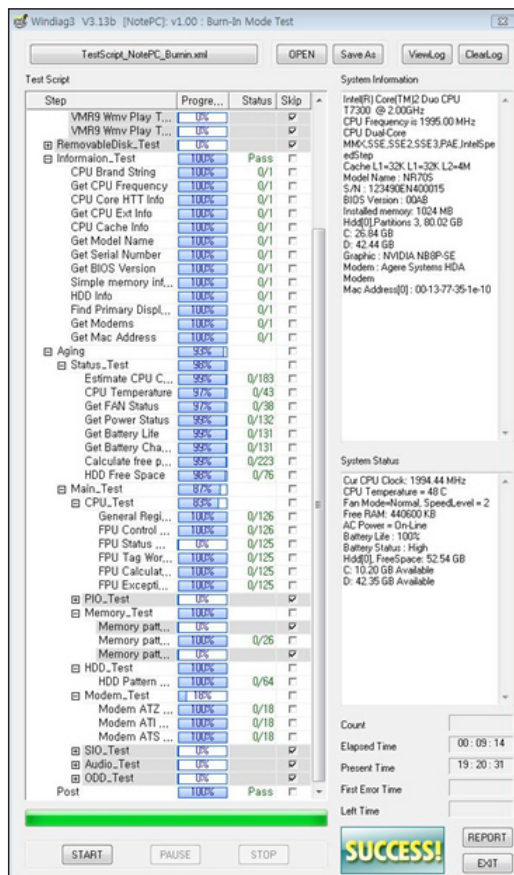 Windiag3 V3.13b [NotePC]: v1.00 : Burn-In Mode Test
TestScript_NotePC_Burnin.xml OPEN Save As ViewLog ClearLog
Test Script
Step Progre... Status Skip
VMR9 Wmv Play T... 0%
VMR9 Wmv Play T... 0%
RemovableDisk_Test 0%
Informaion_Test 100% Pass
CPU Brand String 100% 0/1
Get CPU Frequency 100% 0/1
CPU Core HTT Info 100% 0/1
Get CPU Ext Info 100% 0/1
CPU Cache Info 100% 0/1
Get Model Name 100% 0/1
Get Serial Number 100% 0/1
Get BIOS Version 100% 0/1
Simple memory inf... 100% 0/1
HDD Info 100% 0/1
Find Primary Displ... 100% 0/1
Get Modems 100% 0/1
Get Mac Address 100% 0/1
Aging 93%
Status_Test 98%
Estimate CPU C... 99% 0/183
CPU Temperature 97% 0/43
Get FAN Status 97% 0/38
Get Power Status 99% 0/132
Get Battery Life 99% 0/131
Get Battery Cha... 99% 0/131
Calculate free p... 99% 0/223
HDD Free Space 98% 0/76
Main_Test 87%
CPU_Test 83%
General Regi... 100% 0/126
FPU Control ... 100% 0/126
FPU Status ... 0% 0/125
FPU Tag Wor... 100% 0/125
FPU Calculat... 100% 0/125
FPU Excepti... 100% 0/125
PIO_Test 0%
Memory_Test 100%
Memory patt... 0%
Memory patt... 100% 0/26
Memory patt... 0%
HDD_Test 100%
HDD Pattern ... 100% 0/64
Modem_Test 18%
Modem ATZ ... 100% 0/18
Modem ATI ... 100% 0/18
Modem ATS ... 100% 0/18
SIO_Test 0%
Audio_Test 0%
ODD_Test 0%
Post 100% Pass
START PAUSE STOP
System Information
Intel(R) Core(TM)2 Duo CPU
T7300 @ 2.00GHz
CPU Frequency is 1995.00 MHz
CPU Dual-Core
MMX,SSE,SSE2,SSE3,PAE,IntelSpe
edStep
Cache L1=32K L1=32K L2=4M
Model Name : NR70S
S/N : 123490EN400015
BIOS Version : 00AB
Installed memory: 1024 MB
Hdd[0],Partitions 3, 80.02 GB
C: 26.84 GB
D: 42.44 GB
Graphic : NVIDIA NB8P-SE
Modem : Agere Systems HDA
Modem
Mac Address[0] : 00-13-77-35-1e-10
System Status
Cur CPU Clock: 1994.44 MHz
CPU Temperature = 48 C
Fan Mode=Normal, SpeedLevel = 2
Free RAM: 440600 KB
AC Power = On-Line
Battery Life : 100%
Battery Status : High
Hdd[0], FreeSpace: 52.54 GB
C: 10.20 GB Available
D: 42.35 GB Available
Count
Elapsed Time 00 : 09 : 14
Present Time 19 : 20 : 31
First Error Time
Left Time
SUCCESS!
REPORT
EXIT